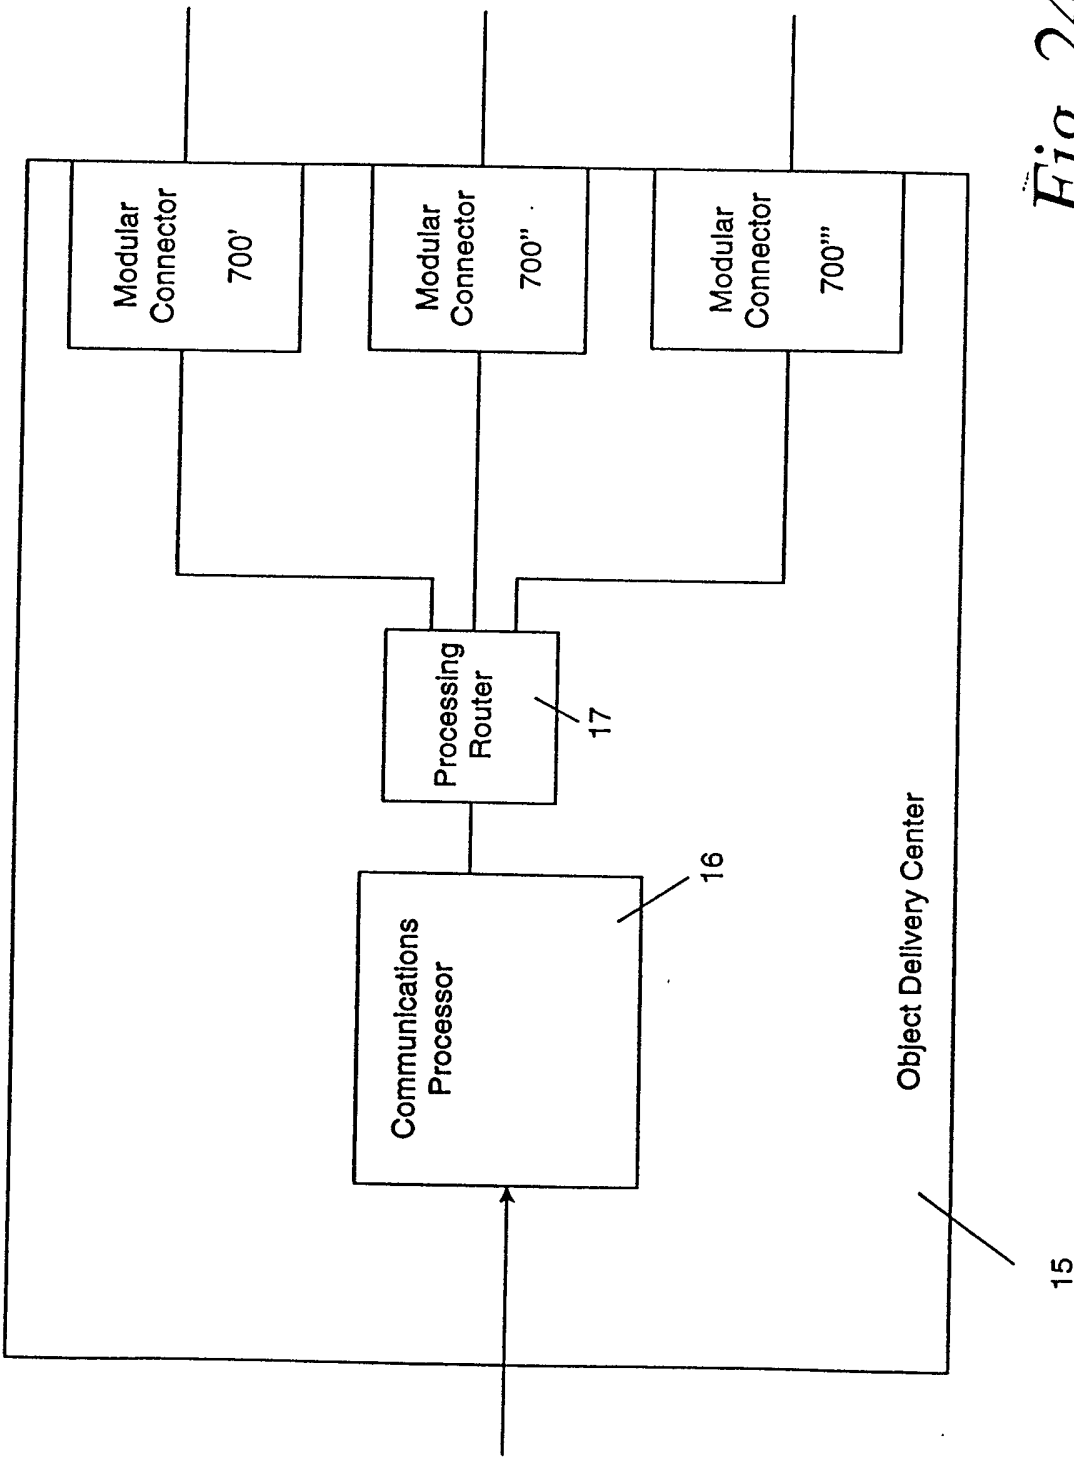 Modular
Connector
700'
Modular
Connector
700"
Modular
Connector
700'''
Processing
Router
17
Communications
Processor
16
Object Delivery Center
15
Fig.